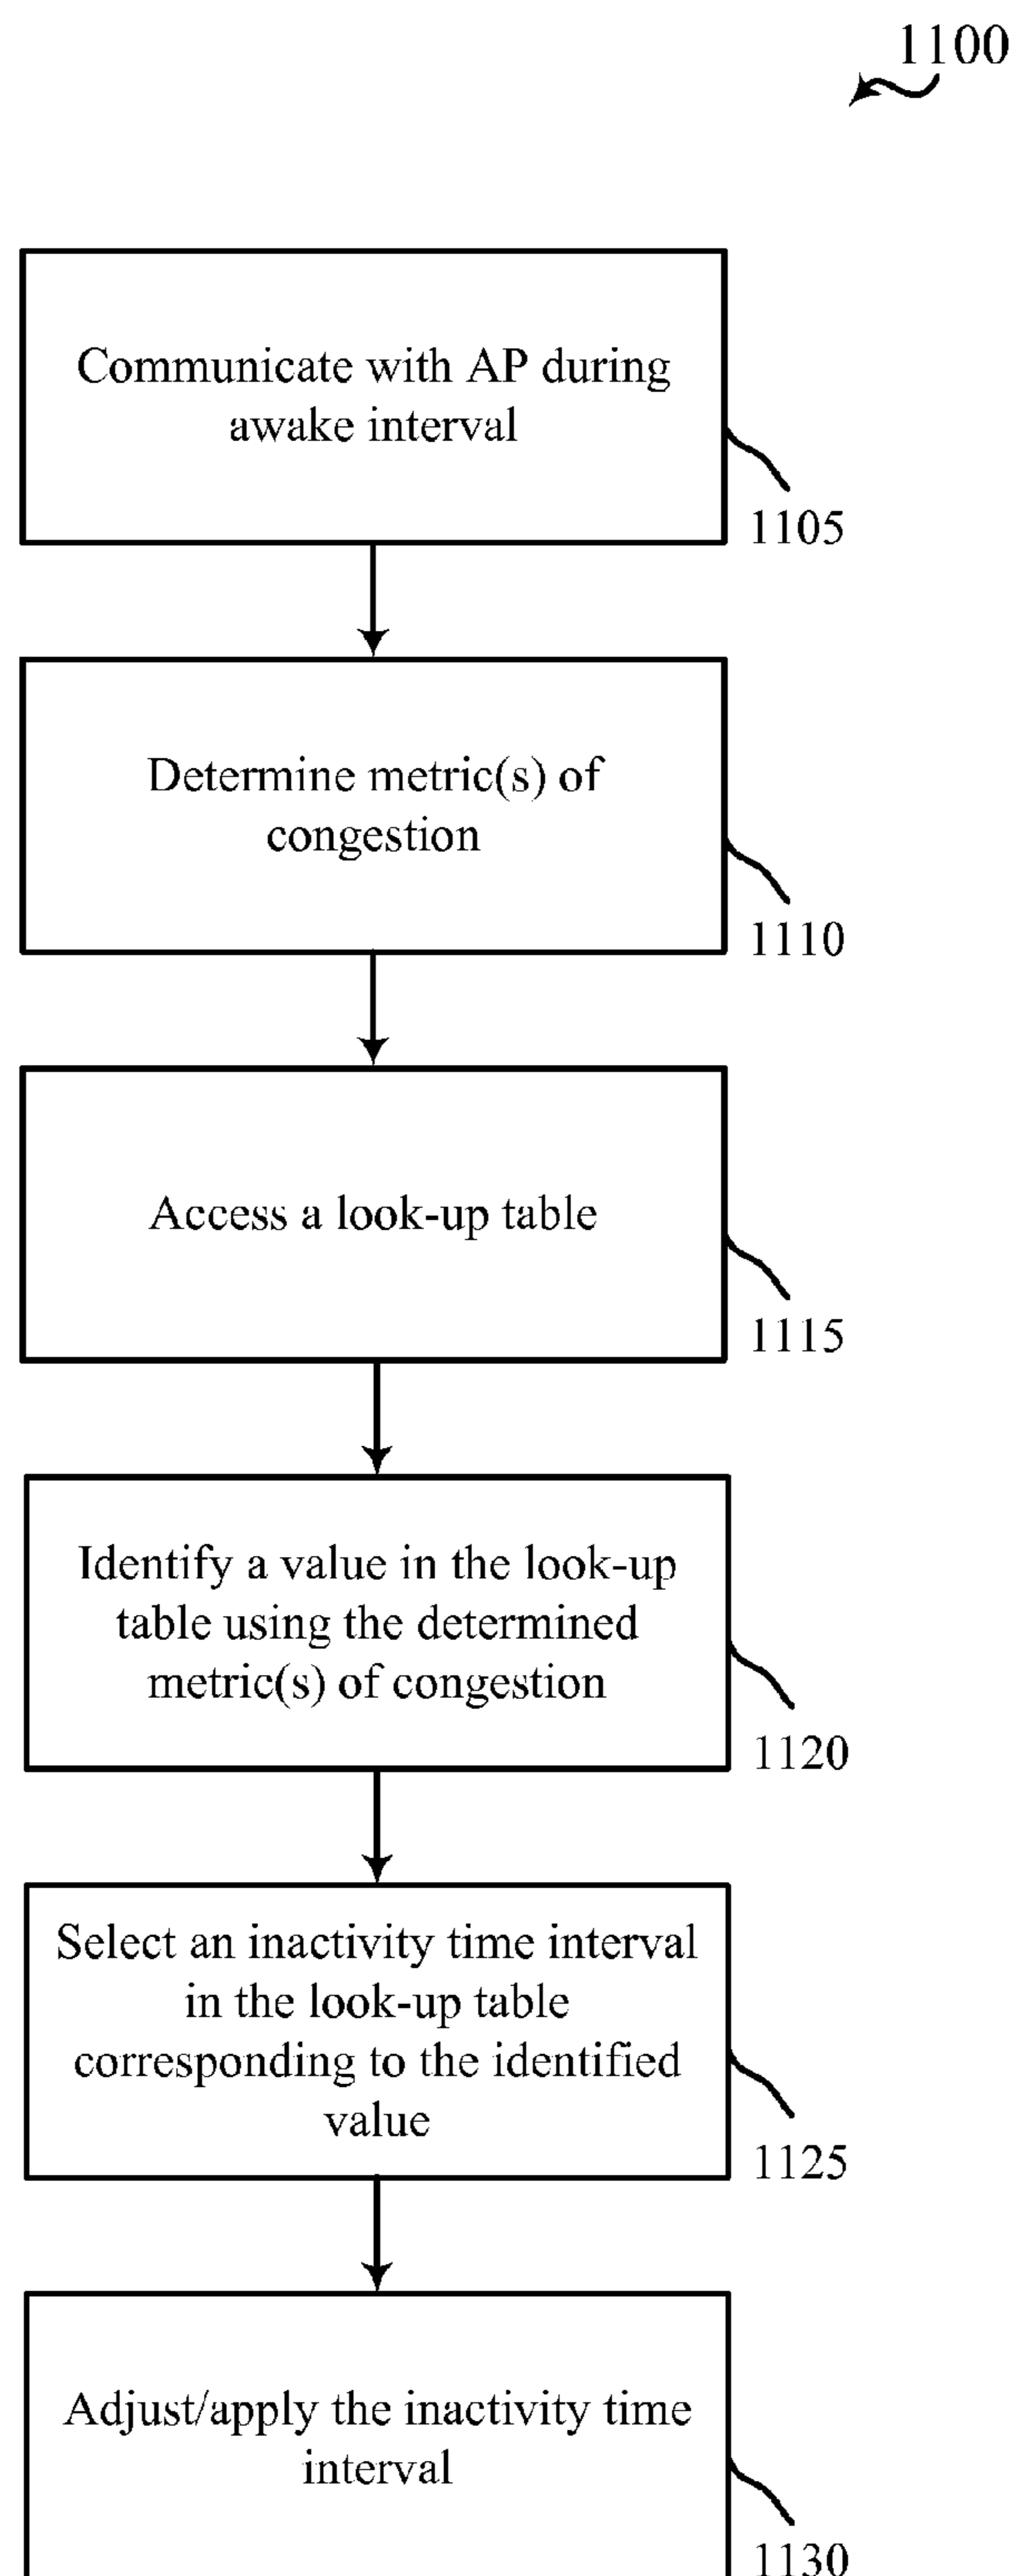 1100
Communicate with AP during
awake interval
1105
Determine metric(s) of
congestion
1110
Access a look-up table
1115
Identify a value in the look-up
table using the determined
metric(s) of congestion
1120
Select an inactivity time interval
in the look-up table
corresponding to the identified
value
1125
Adjust/apply the inactivity time
interval
1130